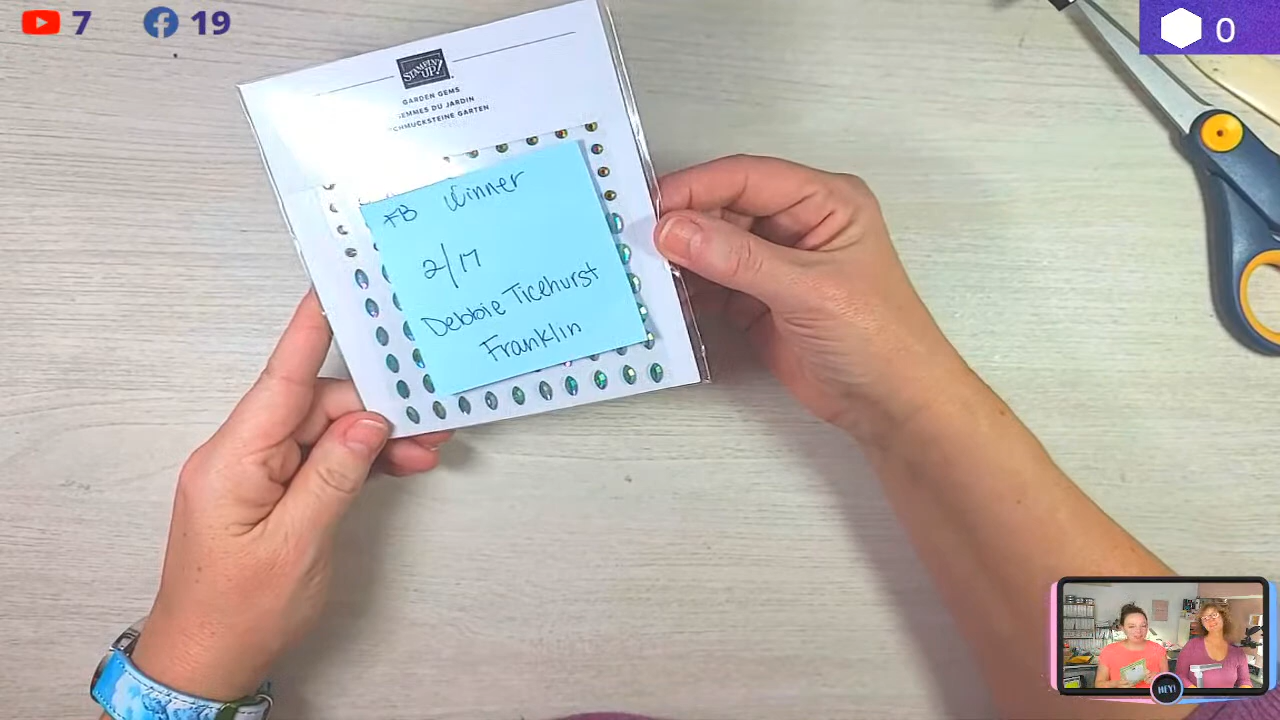 7
19
0
STAMPIN' UP!
GARDEN GEMS
GEMMES DU JARDIN
SCHMUCKSTEINE GARTEN
FB Winner
2/17
Debbie Ticehurst
Franklin
HEY!